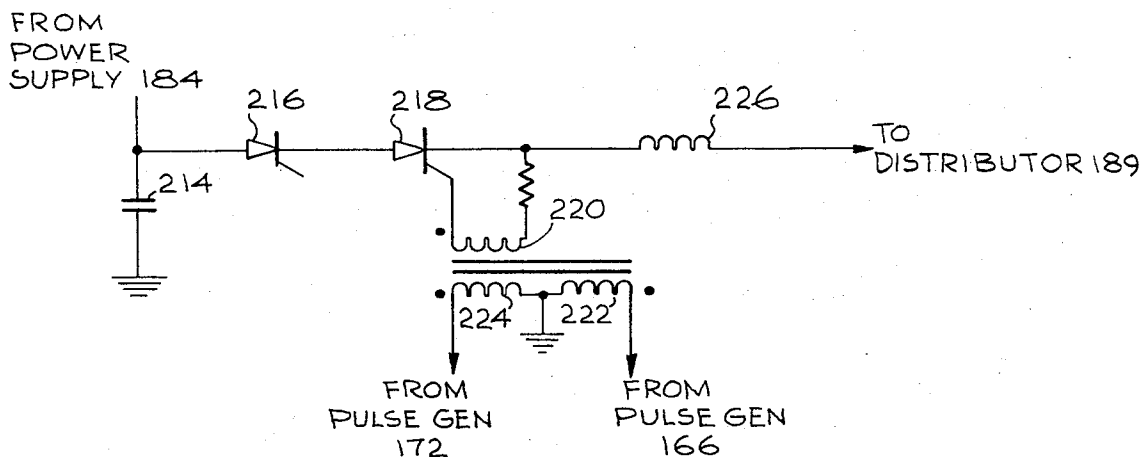 FROM
POWER
SUPPLY 184
216
218
226
TO
DISTRIBUTOR 189
214
220
224
222
FROM
PULSE GEN
172
FROM
PULSE GEN
166